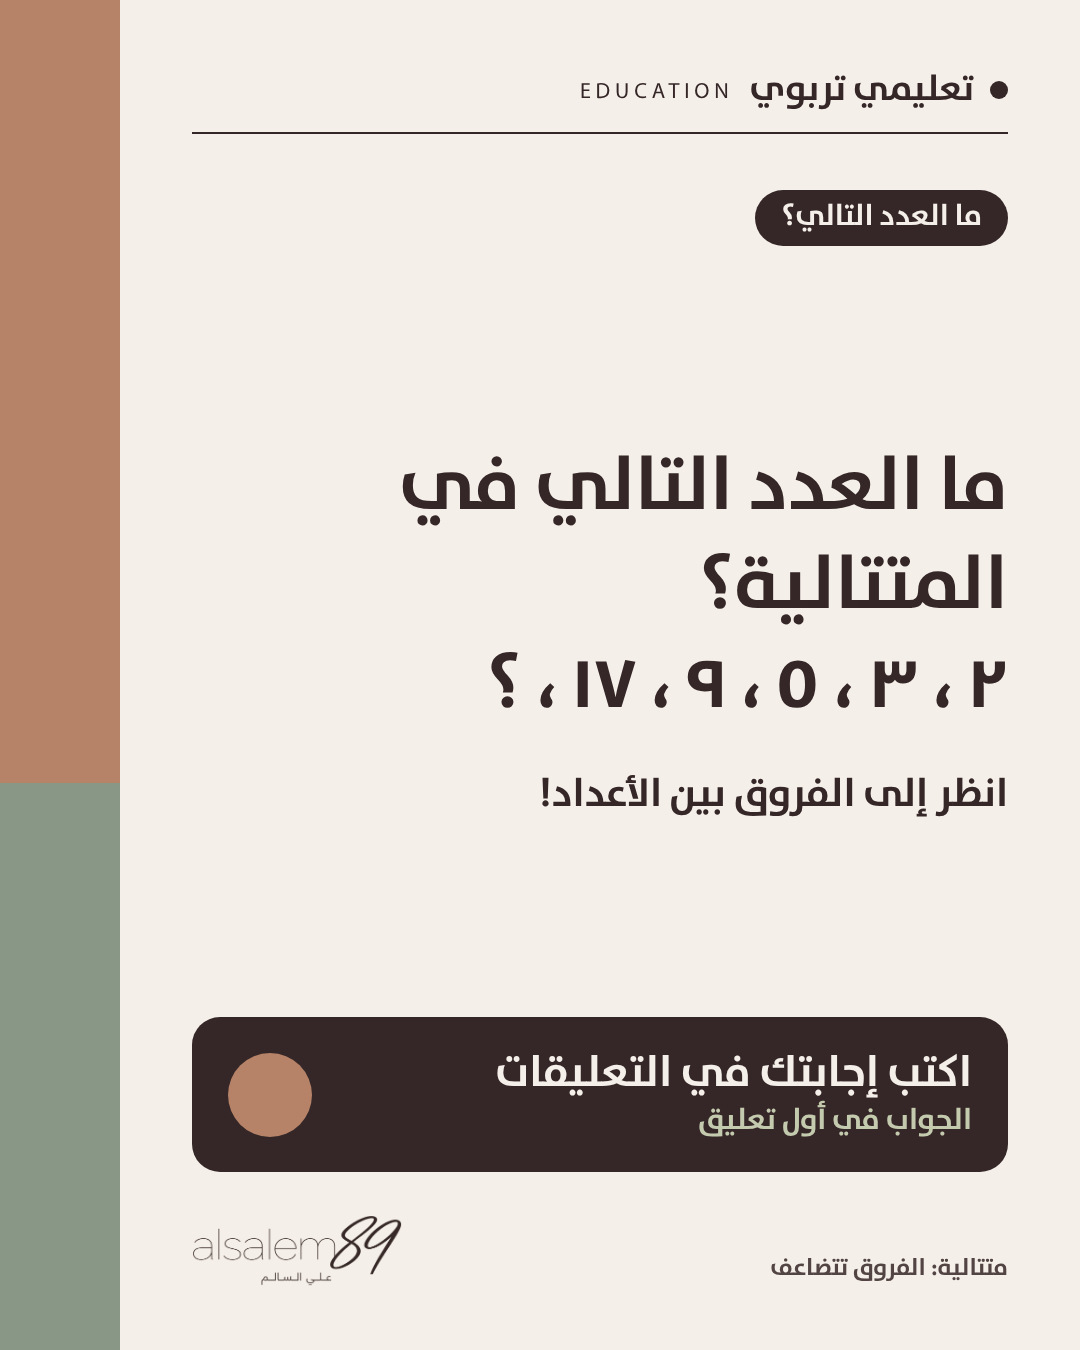 تعليمي تربوي EDUCATION
ما العدد التالي؟
ما العدد التالي في
المتتالية؟
٢ ، ٣ ، ٥ ، ٩ ، ١٧ ، ؟
انظر إلى الفروق بين الأعداد!
اكتب إجابتك في التعليقات
الجواب في أول تعليق
متتالية: الفروق تتضاعف
alsalem89
علي السالم